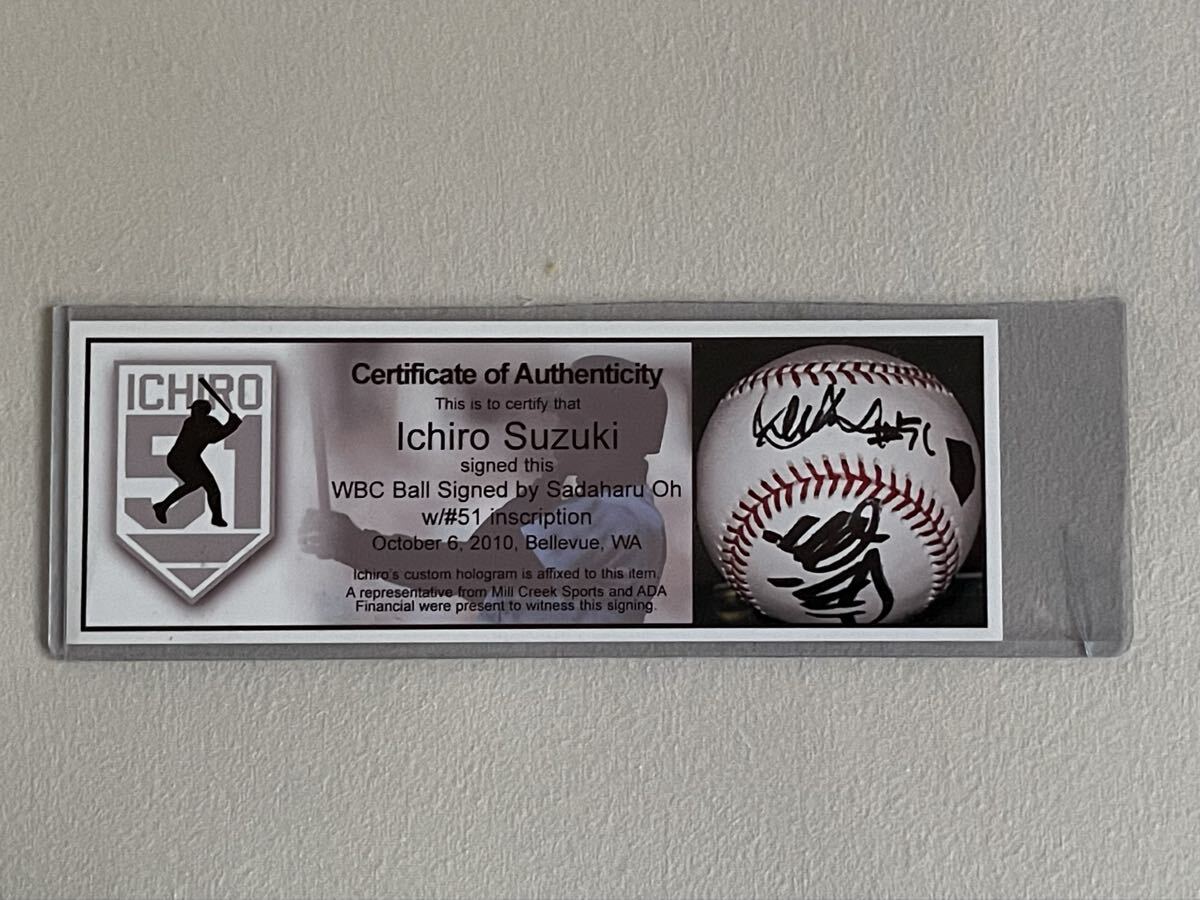 ICHIRO
51
Certificate of Authenticity
This is to certify that
Ichiro Suzuki
signed this
WBC Ball Signed by Sadaharu Oh
w/#51 inscription
October 6, 2010, Bellevue, WA
Ichiro's custom hologram is affixed to this item.
A representative from Mill Creek Sports and ADA
Financial were present to witness this signing.